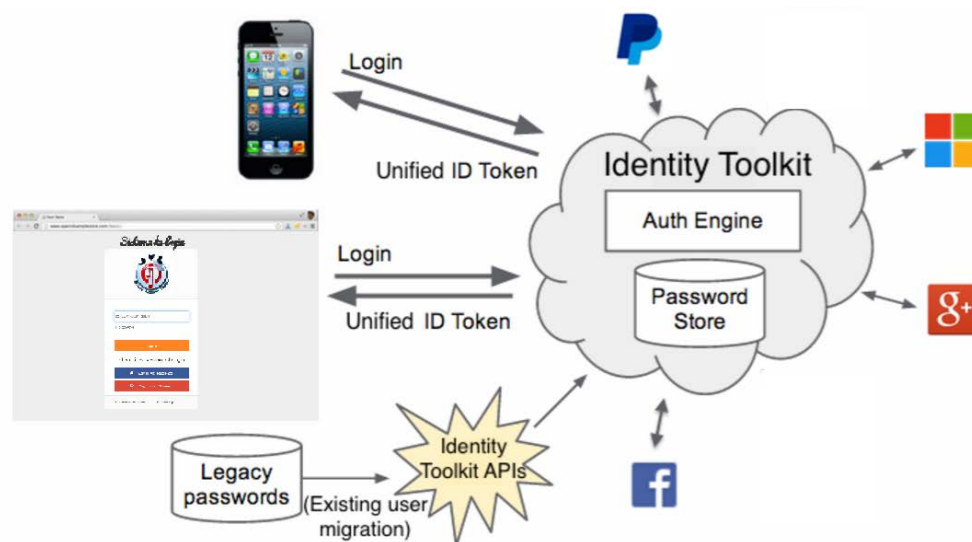 Login
Unified ID Token
Identity Toolkit
Auth Engine
Password
Store
g+
Login
Unified ID Token
Identity
Toolkit APIs
Legacy
passwords
(Existing user
migration)
f